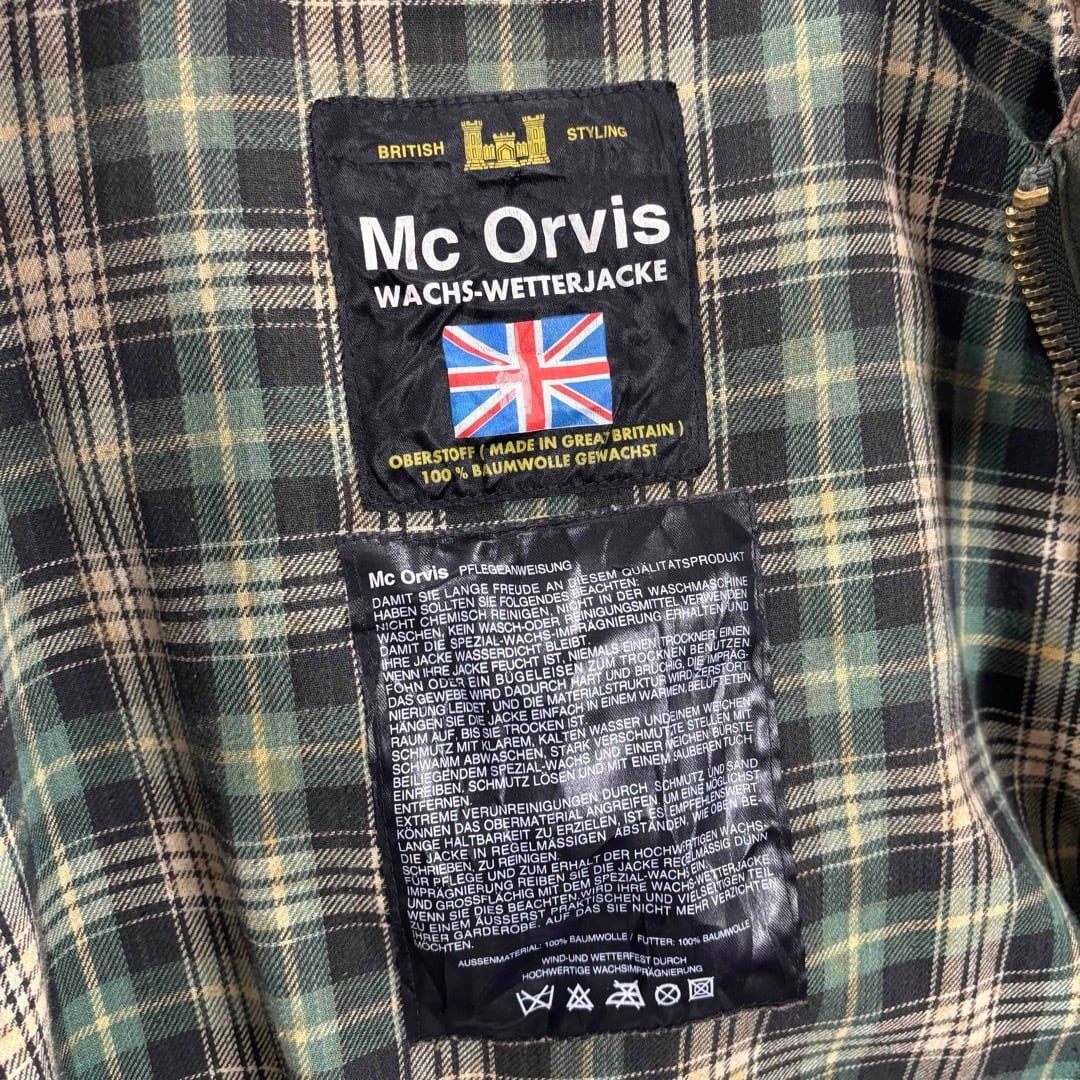 BRITISH STYLING
Mc Orvis
WACHS-WETTERJACKE
OBERSTOFF ( MADE IN GREAT BRITAIN )
100 % BAUMWOLLE GEWACHST
Mc Orvis PFLEGEANWEISUNG
DAMIT SIE LANGE FREUDE AN DIESEM QUALITATSPRODUKT
HABEN SOLLTEN SIE FOLGENDES BEACHTEN:
NICHT CHEMISCH REINIGEN, NICHT IN DER WASCHMASCHINE
WASCHEN, KEIN WASCH-ODER REINIGUNGSMITTEL VERWENDEN
DAMIT DIE SPEZIAL-WACHS-IMPRÄGNIERUNG ERHALTEN UND
IHRE JACKE WASSERDICHT BLEIBT.
WENN IHRE JACKE FEUCHT IST, NIEMALS EINEN TROCKNER, EINEN
FÖHN ODER EIN BÜGELEISEN ZUM TROCKNEN BENUTZEN
DAS GEWEBE WIRD DADURCH HART UND BRÜCHIG, DIE IMPRÄG-
NIERUNG LEIDET, UND DIE MATERIALSTRUKTUR WIRD ZERSTÖRT.
HÄNGEN SIE DIE JACKE EINFACH IN EINEM WARMEN, BELÜFTETEN
RAUM AUF, BIS SIE TROCKEN IST.
SCHMUTZ MIT KLAREM, KALTEN WASSER UND EINEM WEICHEN
SCHWAMM ABWASCHEN, STARK VERSCHMUTZTE STELLEN MIT
BEILIEGENDEM SPEZIAL-WACHS UND EINER WEICHEN BÜRSTE
EINREIBEN, SCHMUTZ LÖSEN UND MIT EINEM SAUBEREN TUCH
ENTFERNEN.
EXTREME VERUNREINIGUNGEN DURCH SCHMUTZ UND SAND
KÖNNEN DAS OBERMATERIAL ANGREIFEN, UM EINE MÖGLICHST
LANGE HALTBARKEIT ZU ERZIELEN, IST ES EMPFEHLENSWERT,
DIE JACKE IN REGELMÄSSIGEN ABSTÄNDEN, WIE OBEN BE-
SCHRIEBEN, ZU REINIGEN.
FÜR PFLEGE UND ZUM ERHALT DER HOCHWERTIGEN WACHS-
IMPRÄGNIERUNG REIBEN SIE DIE JACKE REGELMÄSSIG DÜNN
UND GROSSFLÄCHIG MIT DEM SPEZIAL-WACHS EIN.
WENN SIE DIES BEACHTEN, WIRD IHRE WACHSWETTERJACKE
ZU EINEM ÄUSSERST PRAKTISCHEN UND VIELSEITIGEN TEIL
IHRER GARDEROBE, AUF DAS SIE NICHT MEHR VERZICHTEN
MÖCHTEN.
AUSSENMATERIAL: 100% BAUMWOLLE / FUTTER: 100% BAUMWOLLE
WIND-UND WETTERFEST DURCH
HOCHWERTIGE WACHSIMPRÄGNIERUNG